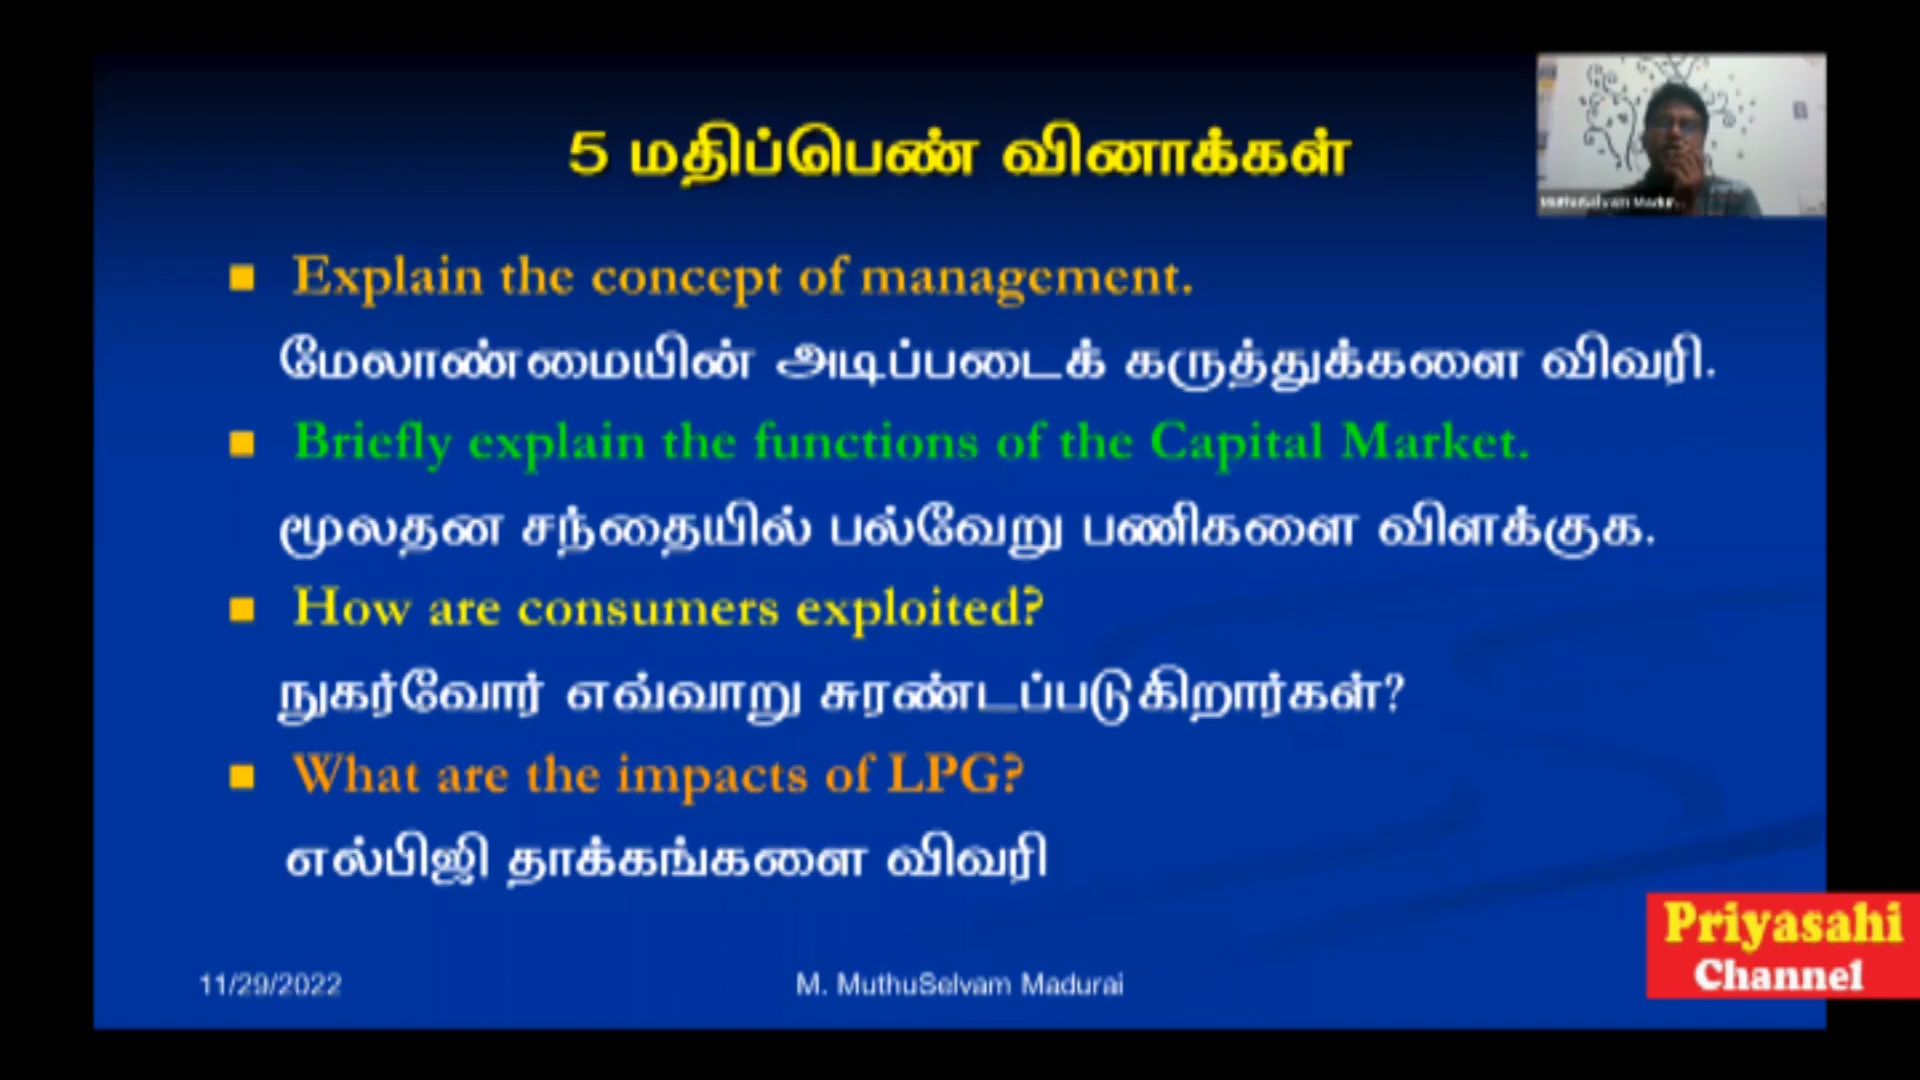 5 மதிப்பெண் வினாக்கள்
Explain the concept of management.
மேலாண்மையின் அடிப்படைக் கருத்துக்களை விவரி.
Briefly explain the functions of the Capital Market.
மூலதன சந்தையில் பல்வேறு பணிகளை விளக்குக.
How are consumers exploited?
நுகர்வோர் எவ்வாறு சுரண்டப்படுகிறார்கள்?
What are the impacts of LPG?
எல்பிஜி தாக்கங்களை விவரி
11/29/2022
M. MuthuSelvam Madurai
Priyasahi
Channel